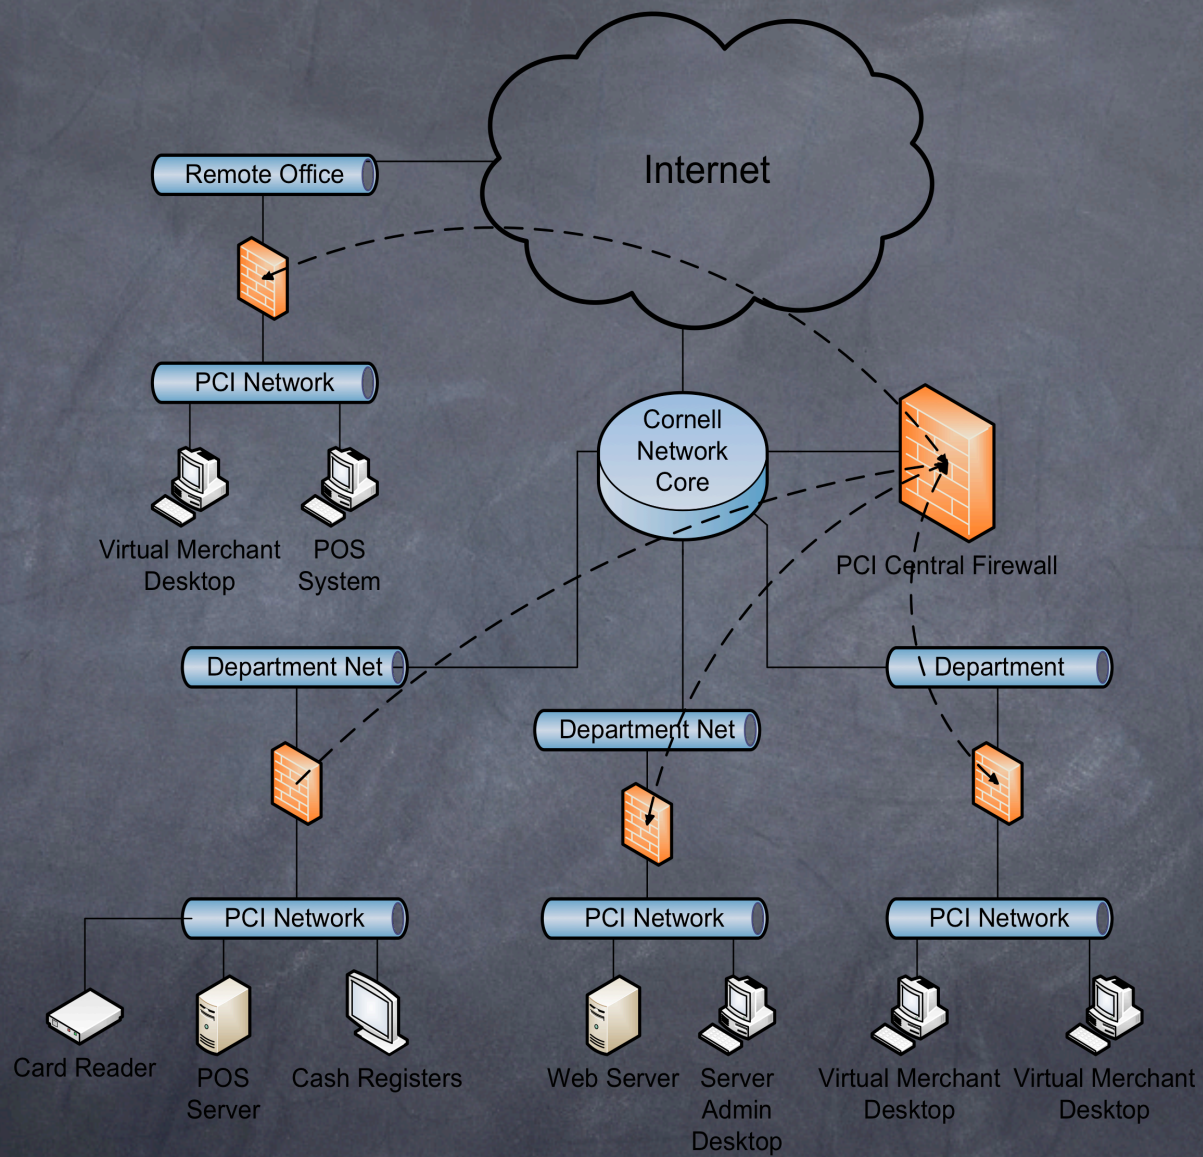 Internet
Remote Office
PCI Network
Virtual Merchant
Desktop
POS
System
Cornell
Network
Core
PCI Central Firewall
Department Net
Department Net
Department
PCI Network
PCI Network
PCI Network
Card Reader
POS
Server
Cash Registers
Web Server
Server
Admin
Desktop
Virtual Merchant
Desktop
Virtual Merchant
Desktop